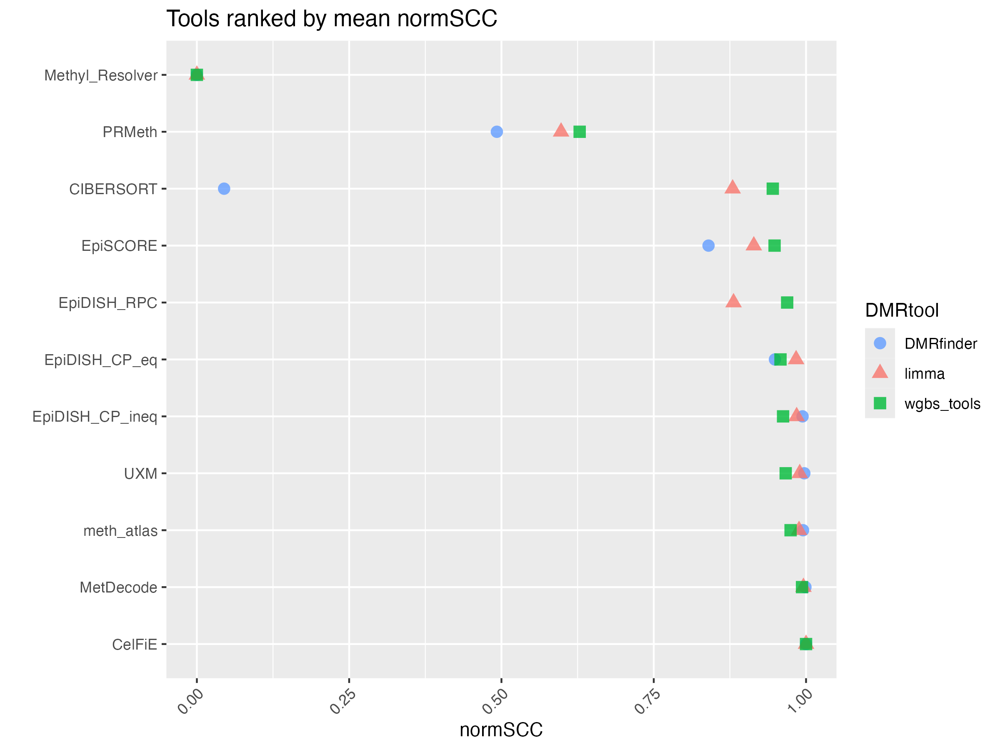 Tools ranked by mean normSCC
Methyl_Resolver
PRMeth
CIBERSORT
EpiSCORE
EpiDISH_RPC
EpiDISH_CP_eq
EpiDISH_CP_ineq
UXM
meth_atlas
MetDecode
CelFiE
0.00
0.25
0.50
0.75
1.00
normSCC
DMRtool
DMRfinder
limma
wgbs_tools